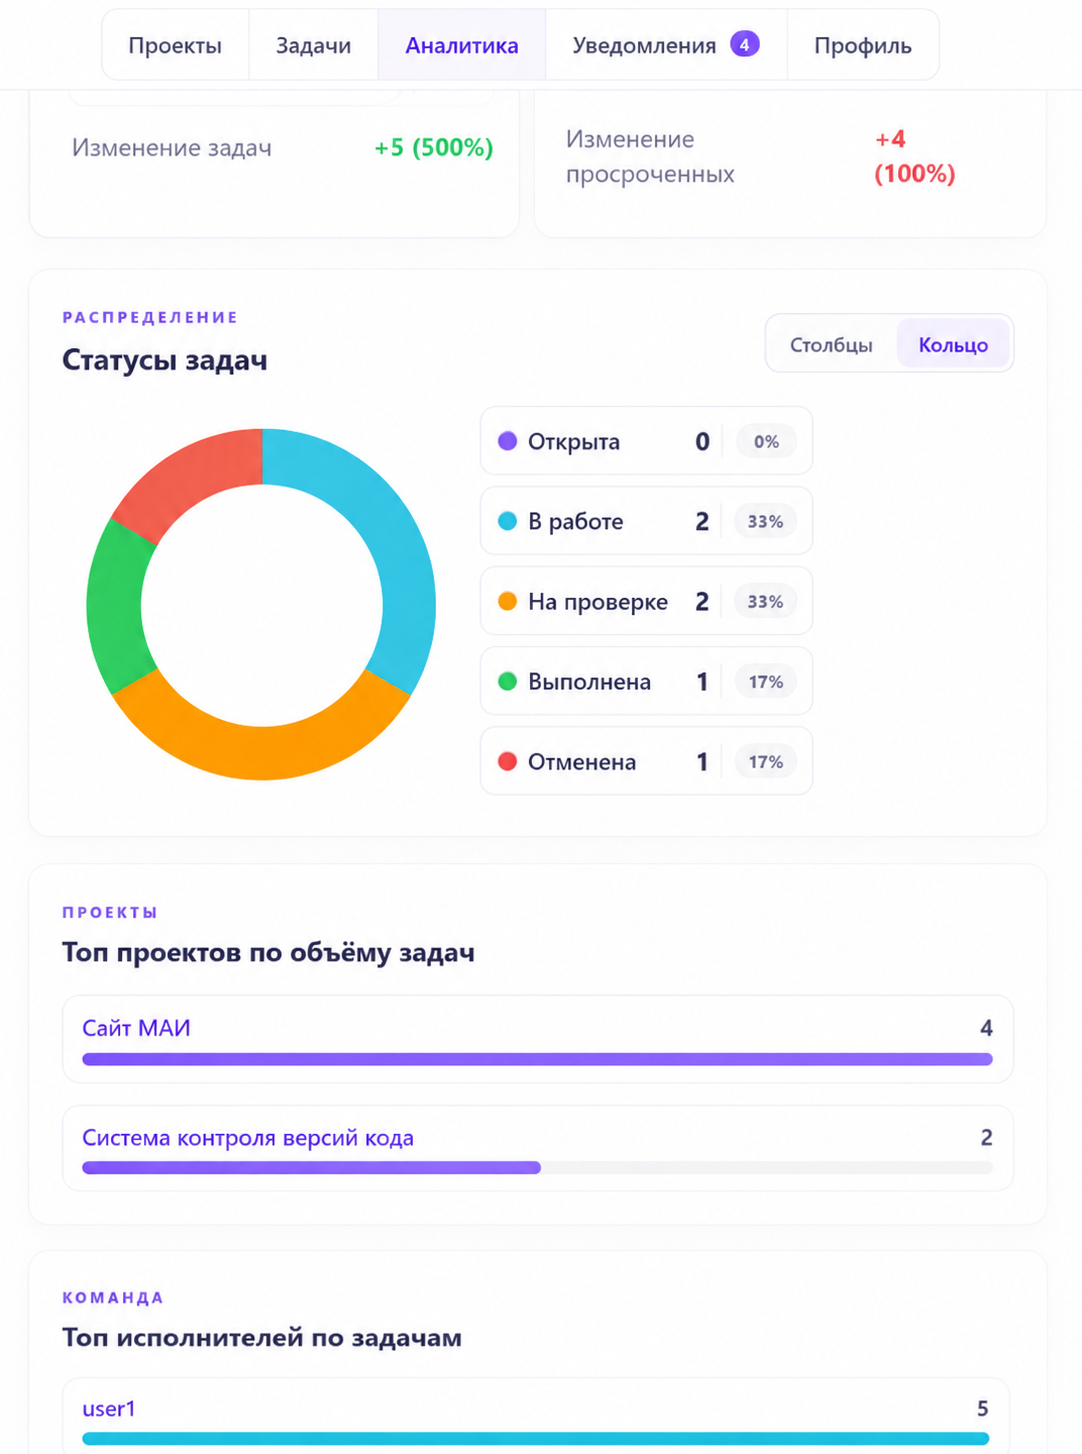 Проекты Задачи Аналитика Уведомления 4 Профиль
Изменение задач +5 (500%)
Изменение просроченных +4 (100%)
РАСПРЕДЕЛЕНИЕ
Статусы задач
Столбцы Кольцо
Открыта 0 0%
В работе 2 33%
На проверке 2 33%
Выполнена 1 17%
Отменена 1 17%
ПРОЕКТЫ
Топ проектов по объёму задач
Сайт МАИ 4
Система контроля версий кода 2
КОМАНДА
Топ исполнителей по задачам
user1 5